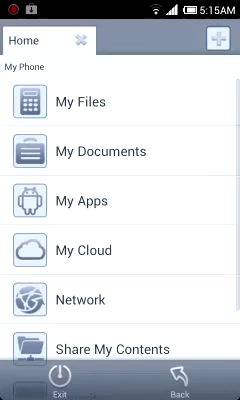 5:15AM
Home
My Phone
My Files
My Documents
My Apps
My Cloud
Network
Share My Contents
Exit
Back